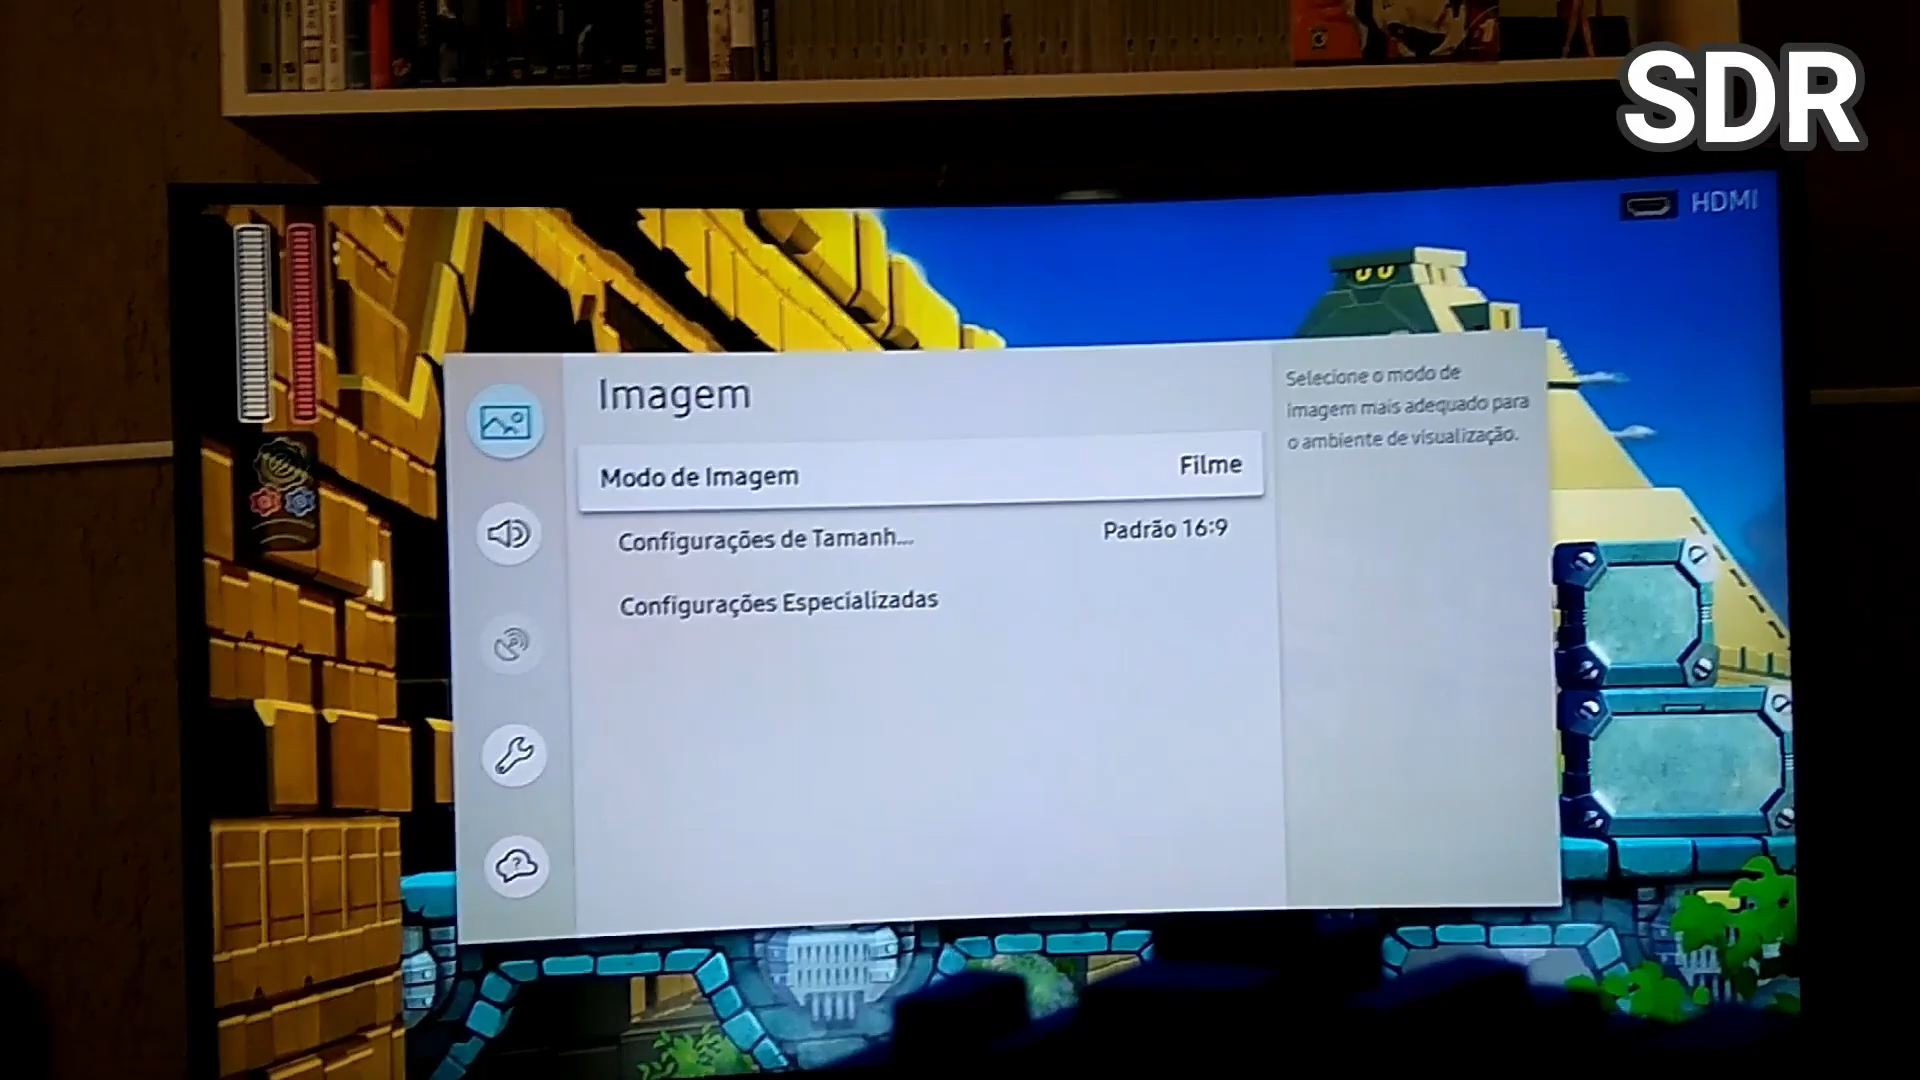 SDR
HDMI
Imagem
Modo de Imagem Filme
Configurações de Tamanh... Padrão 16:9
Configurações Especializadas
Selecione o modo de
imagem mais adequado para
o ambiente de visualização.